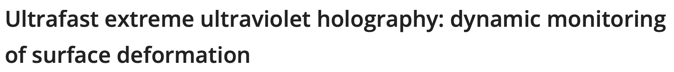 Ultrafast extreme ultraviolet holography: dynamic monitoring
of surface deformation